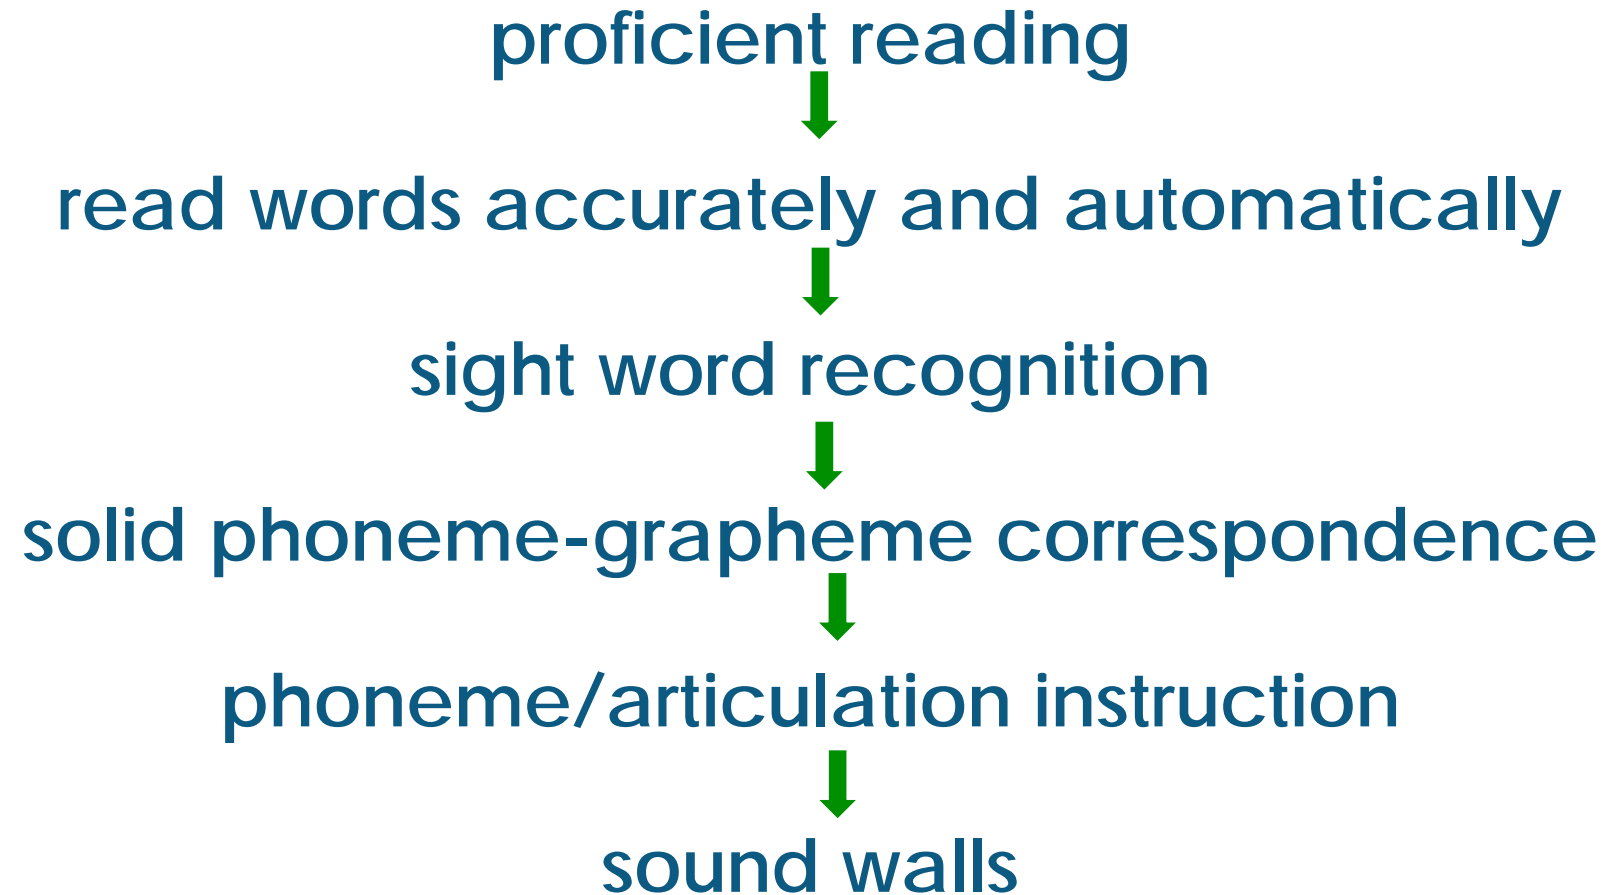 proficient reading
read words accurately and automatically
sight word recognition
solid phoneme-grapheme correspondence
phoneme/articulation instruction
sound walls